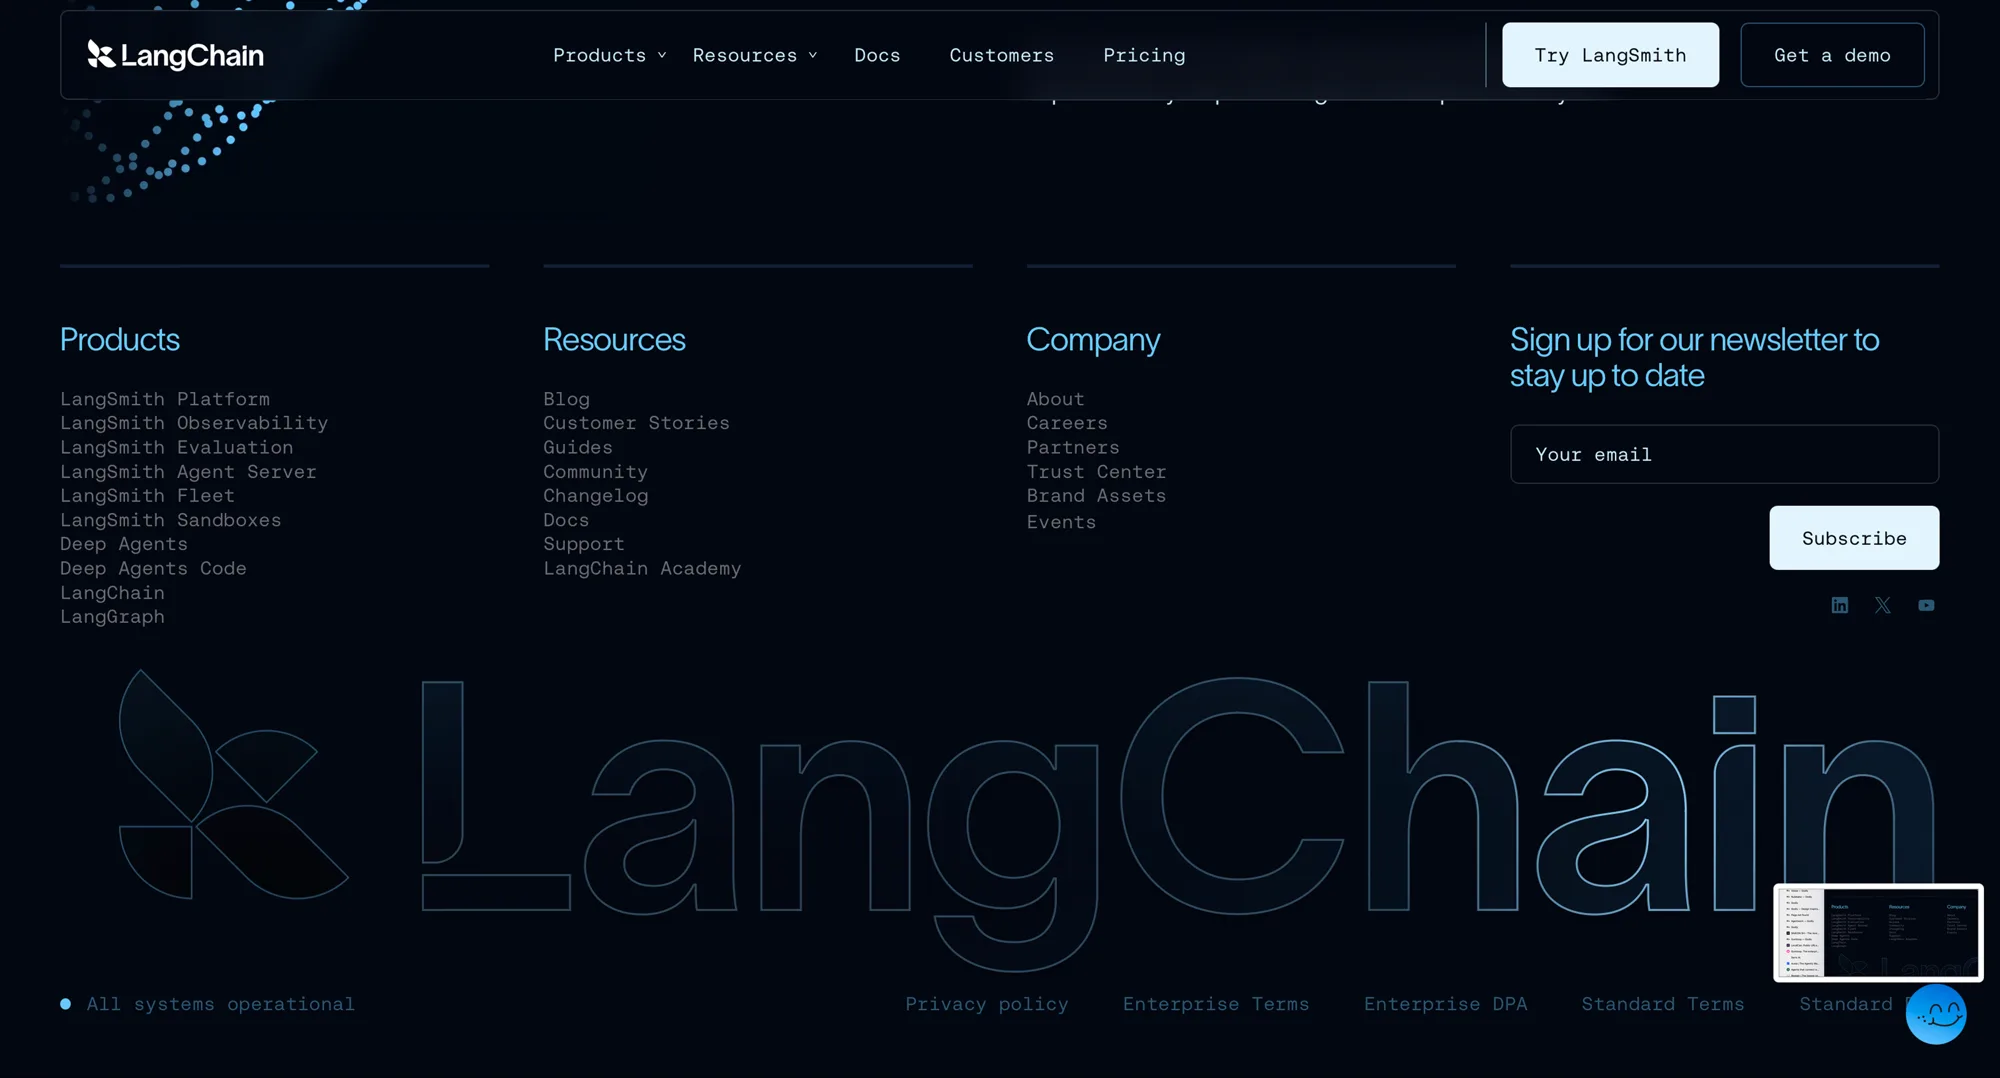 LangChain
Products
Resources
Docs
Customers
Pricing
Try LangSmith
Get a demo
Products
LangSmith Platform
LangSmith Observability
LangSmith Evaluation
LangSmith Agent Server
LangSmith Fleet
LangSmith Sandboxes
Deep Agents
Deep Agents Code
LangChain
LangGraph
Resources
Blog
Customer Stories
Guides
Community
Changelog
Docs
Support
LangChain Academy
Company
About
Careers
Partners
Trust Center
Brand Assets
Events
Sign up for our newsletter to
stay up to date
Your email
Subscribe
LangChain
Products
Resources
Company
All systems operational
Privacy policy
Enterprise Terms
Enterprise DPA
Standard Terms
Standard